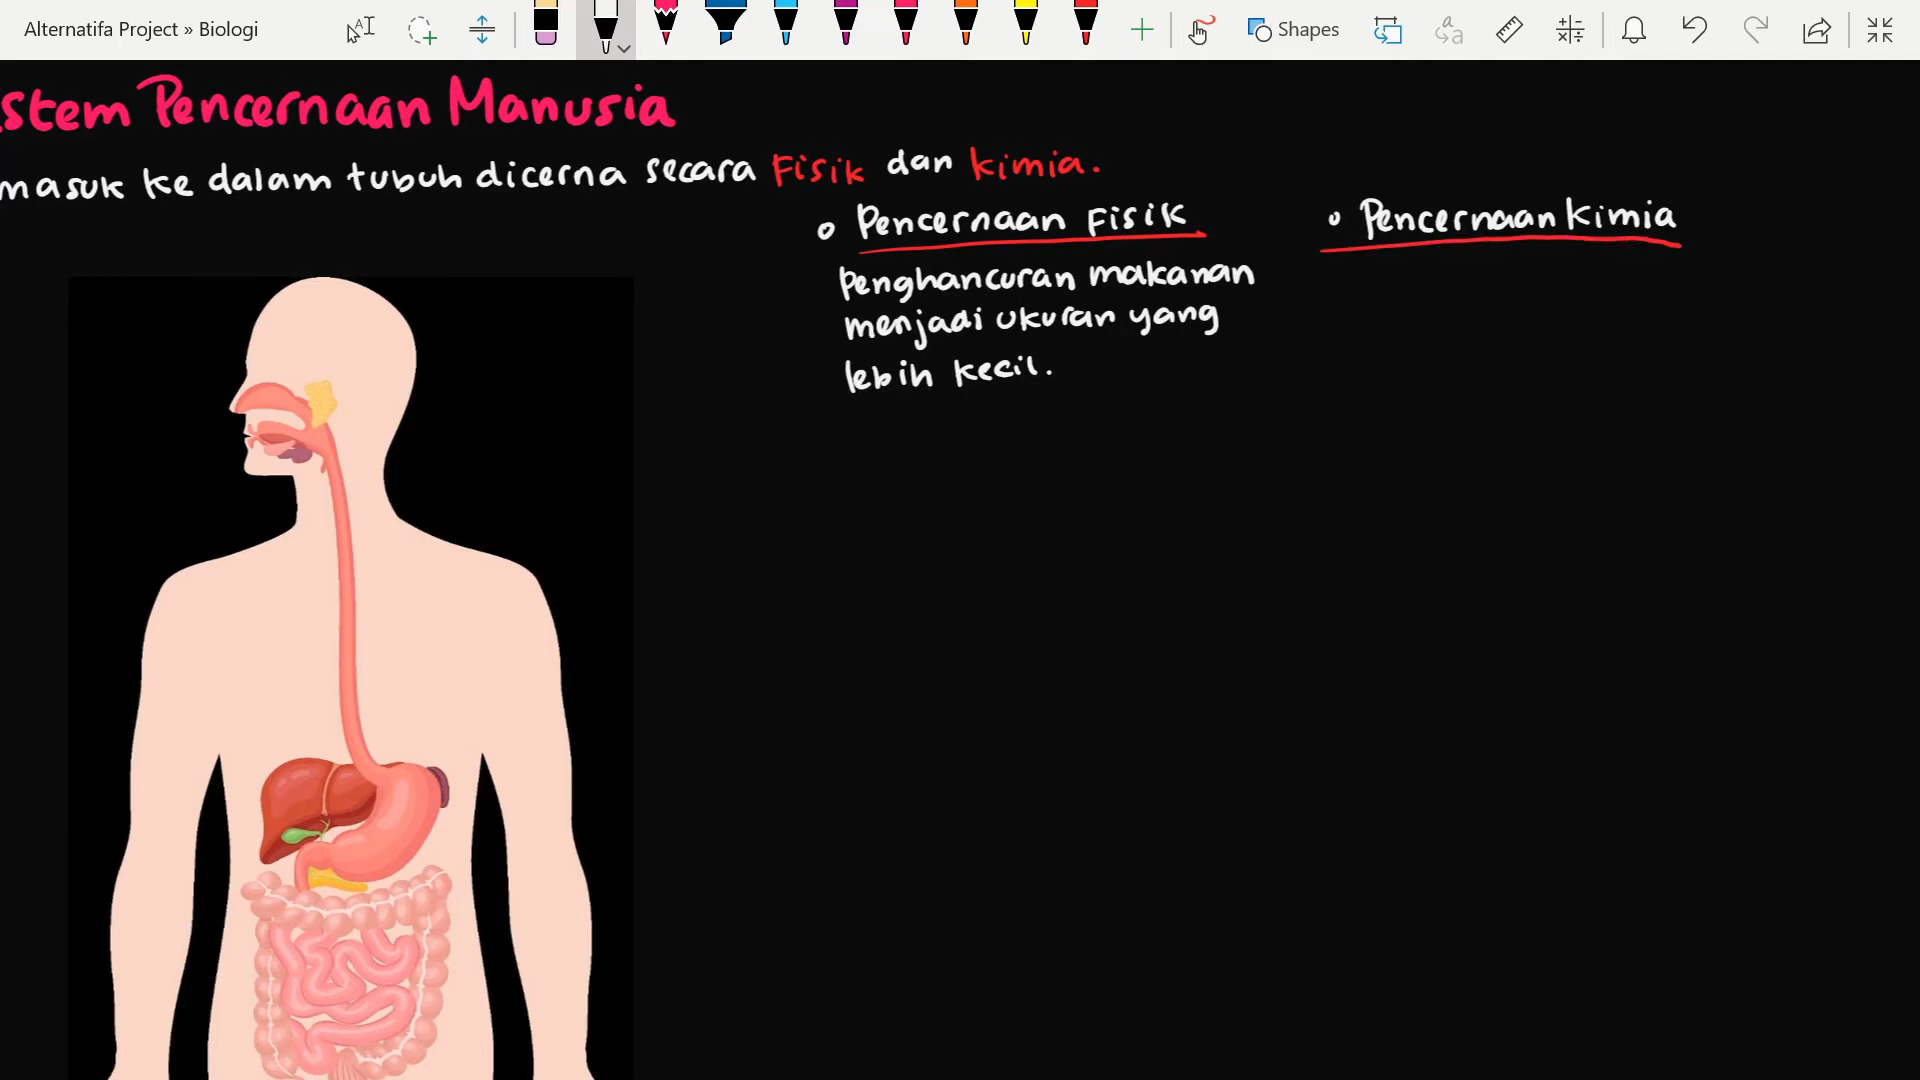 Alternatifa Project » Biologi
Shapes
stem Pencernaan Manusia
masuk ke dalam tubuh dicerna secara Fisik dan kimia.
Pencernaan Fisik
Penghancuran makanan
menjadi ukuran yang
lebih kecil.
Pencernaan kimia